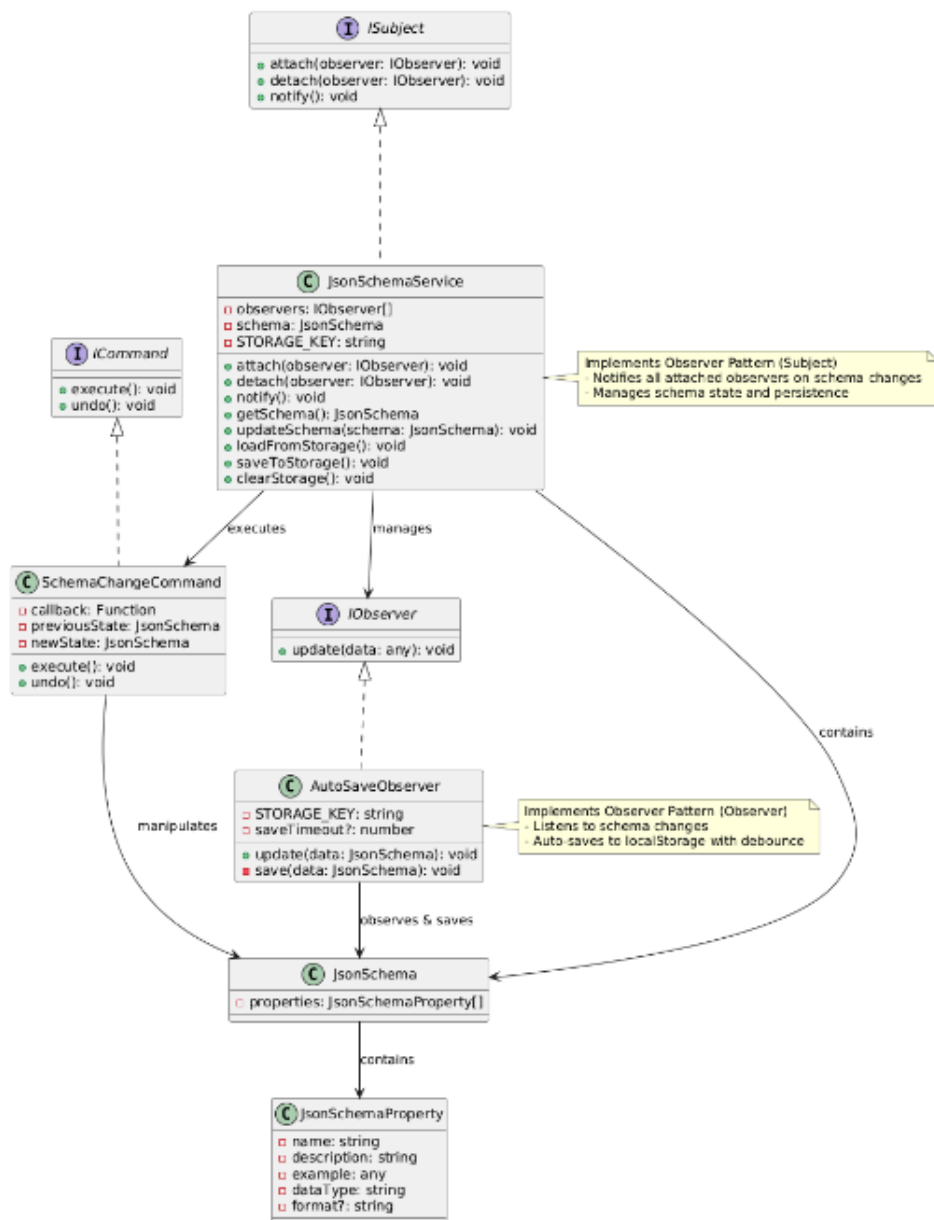 I ISubject
attach(observer: IObserver): void
detach(observer: IObserver): void
notify(): void
C JsonSchemaService
observers: IObserver[]
schema: JsonSchema
STORAGE_KEY: string
attach(observer: IObserver): void
detach(observer: IObserver): void
notify(): void
getSchema(): JsonSchema
updateSchema(schema: JsonSchema): void
loadFromStorage(): void
saveToStorage(): void
clearStorage(): void
Implements Observer Pattern (Subject)
- Notifies all attached observers on schema changes
- Manages schema state and persistence
I ICommand
execute(): void
undo(): void
executes
manages
contains
C SchemaChangeCommand
callback: Function
previousState: JsonSchema
newState: JsonSchema
execute(): void
undo(): void
I IObserver
update(data: any): void
manipulates
C AutoSaveObserver
STORAGE_KEY: string
saveTimeout?: number
update(data: JsonSchema): void
save(data: JsonSchema): void
Implements Observer Pattern (Observer)
- Listens to schema changes
- Auto-saves to localStorage with debounce
observes & saves
C JsonSchema
properties: JsonSchemaProperty[]
contains
C JsonSchemaProperty
name: string
description: string
example: any
dataType: string
format?: string